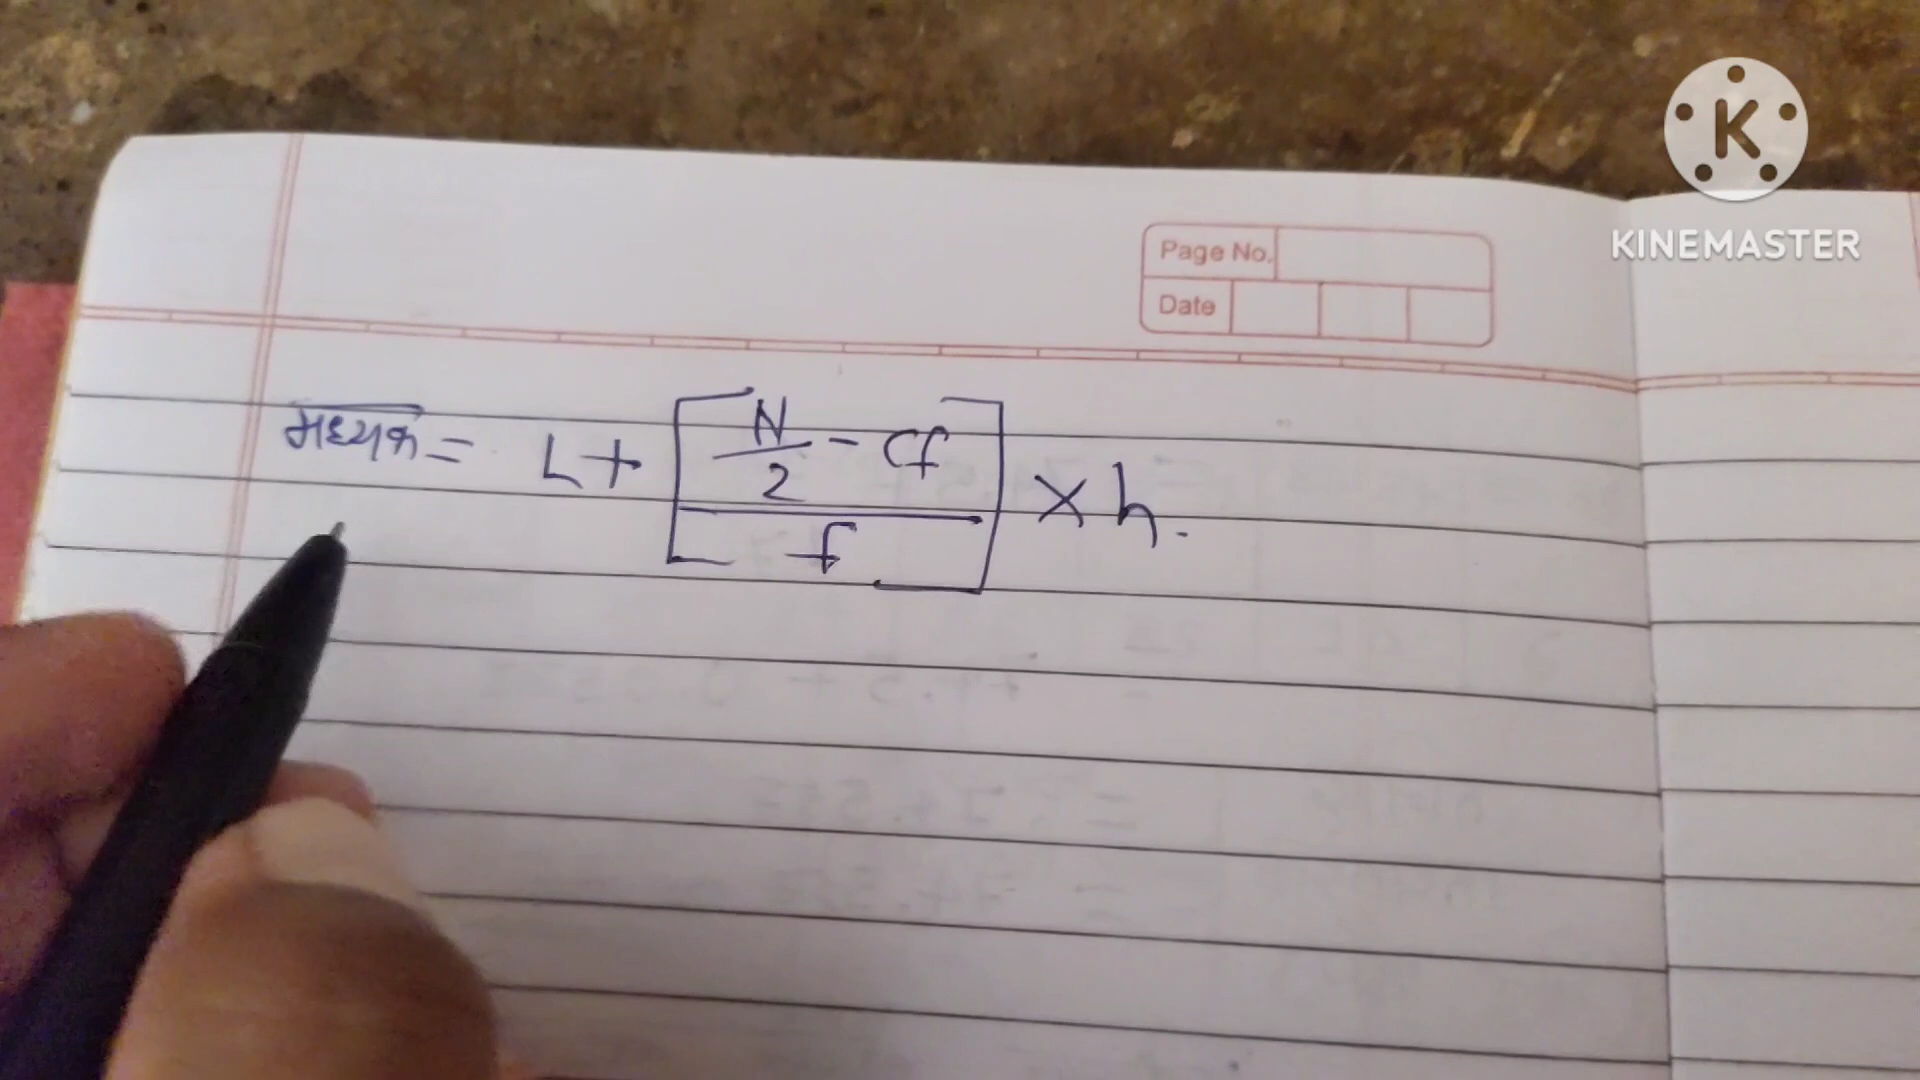 K
KINEMASTER
Page No.
Date
मध्यक = L + [ (N/2 - cf) / f ] × h.